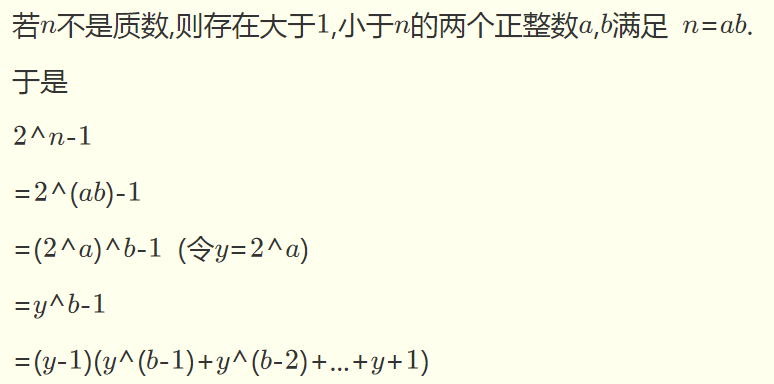 若n不是质数,则存在大于1,小于n的两个正整数a,b满足 n=ab.
于是
2^n-1
=2^(ab)-1
=(2^a)^b-1 (令y=2^a)
=y^b-1
=(y-1)(y^(b-1)+y^(b-2)+...+y+1)